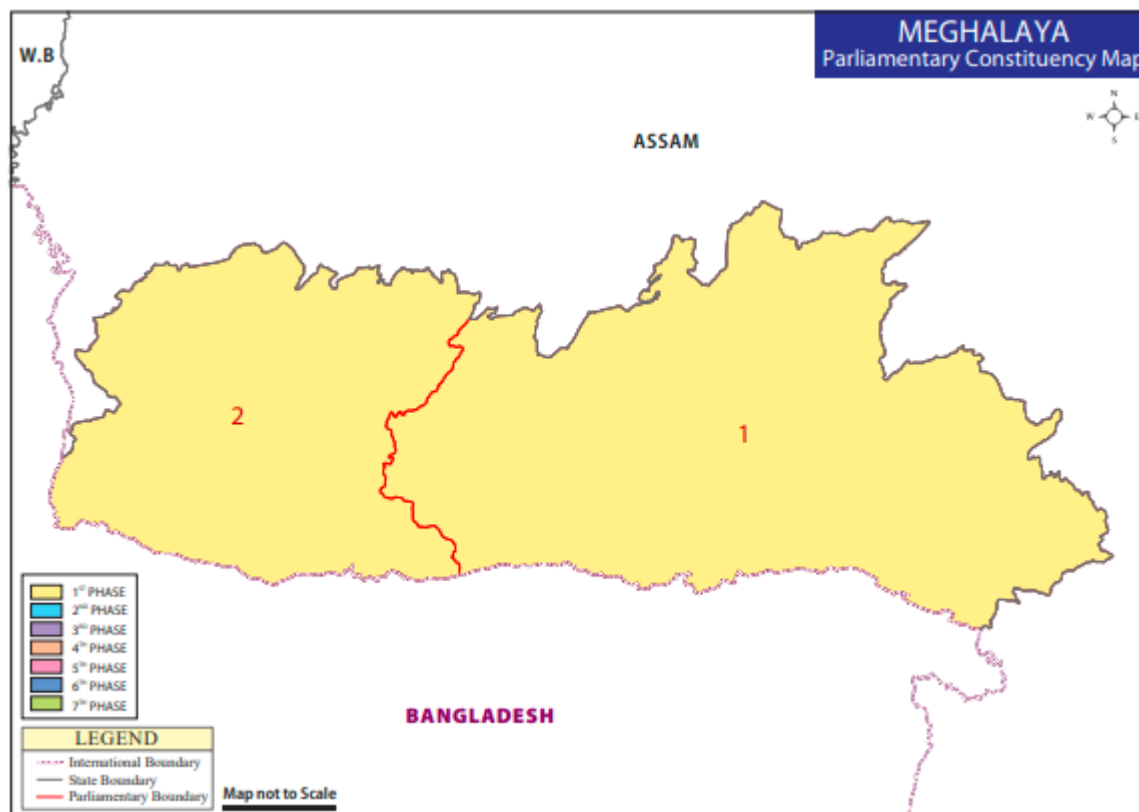 MEGHALAYA
Parliamentary Constituency Map
W.B
N
W E
S
ASSAM
2
1
1ST PHASE
2ND PHASE
3RD PHASE
4TH PHASE
5TH PHASE
6TH PHASE
7TH PHASE
BANGLADESH
LEGEND
International Boundary
State Boundary
Parliamentary Boundary
Map not to Scale